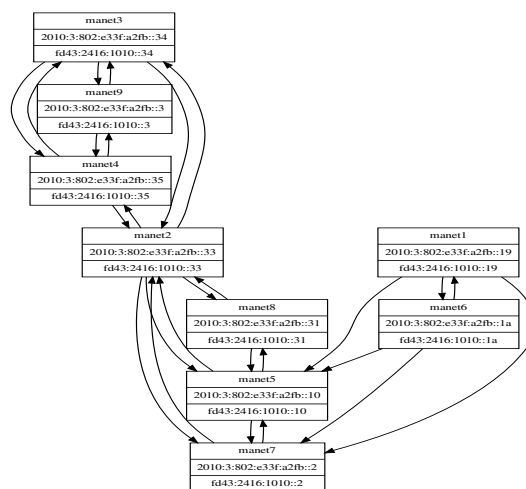 manet3
2010:3:802:e33f:a2fb::34
fd43:2416:1010::34
manet9
2010:3:802:e33f:a2fb::3
fd43:2416:1010::3
manet4
2010:3:802:e33f:a2fb::35
fd43:2416:1010::35
manet2
2010:3:802:e33f:a2fb::33
fd43:2416:1010::33
manet1
2010:3:802:e33f:a2fb::19
fd43:2416:1010::19
manet8
2010:3:802:e33f:a2fb::31
fd43:2416:1010::31
manet6
2010:3:802:e33f:a2fb::1a
fd43:2416:1010::1a
manet5
2010:3:802:e33f:a2fb::10
fd43:2416:1010::10
manet7
2010:3:802:e33f:a2fb::2
fd43:2416:1010::2